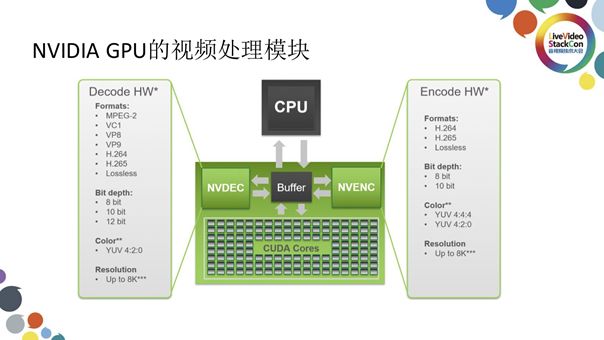 NVIDIA GPU的视频处理模块
LiveVideo
StackCon
音视频技术大会
Decode HW*
Formats:
• MPEG-2
• VC1
• VP8
• VP9
• H.264
• H.265
• Lossless
Bit depth:
• 8 bit
• 10 bit
• 12 bit
Color**
• YUV 4:2:0
Resolution
• Up to 8K***
CPU
NVDEC
Buffer
NVENC
CUDA Cores
Encode HW*
Formats:
• H.264
• H.265
• Lossless
Bit depth:
• 8 bit
• 10 bit
Color**
• YUV 4:4:4
• YUV 4:2:0
Resolution
• Up to 8K***